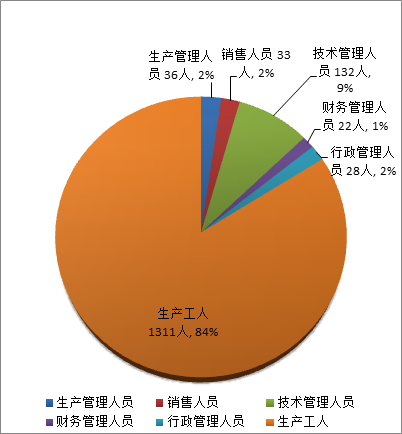 生产管理人
员 36人, 2%
销售人员 33
人, 2%
技术管理人
员 132人,
9%
财务管理人
员 22人, 1%
行政管理人
员 28人, 2%
生产工人
1311人, 84%
生产管理人员
销售人员
技术管理人员
财务管理人员
行政管理人员
生产工人